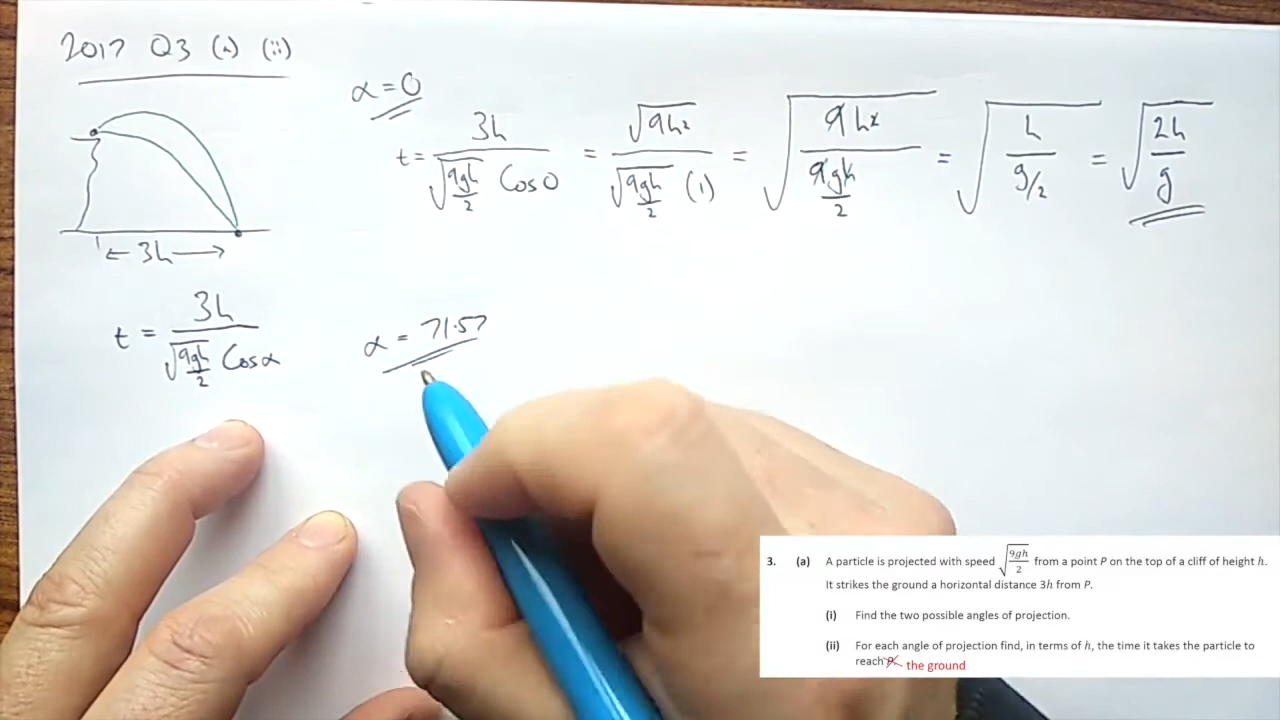 2017 Q3 (a) (ii)
α = 0
t = 3h / √(9gh/2) Cos0 = √9h² / √(9gh/2) (1) = √(9h² / (9gh/2)) = √(h / (g/2)) = √(2h/g)
← 3h →
t = 3h / √(9gh/2) Cosα
α = 71.57
3. (a) A particle is projected with speed √(9gh/2) from a point P on the top of a cliff of height h.
It strikes the ground a horizontal distance 3h from P.
(i) Find the two possible angles of projection.
(ii) For each angle of projection find, in terms of h, the time it takes the particle to
reach the ground